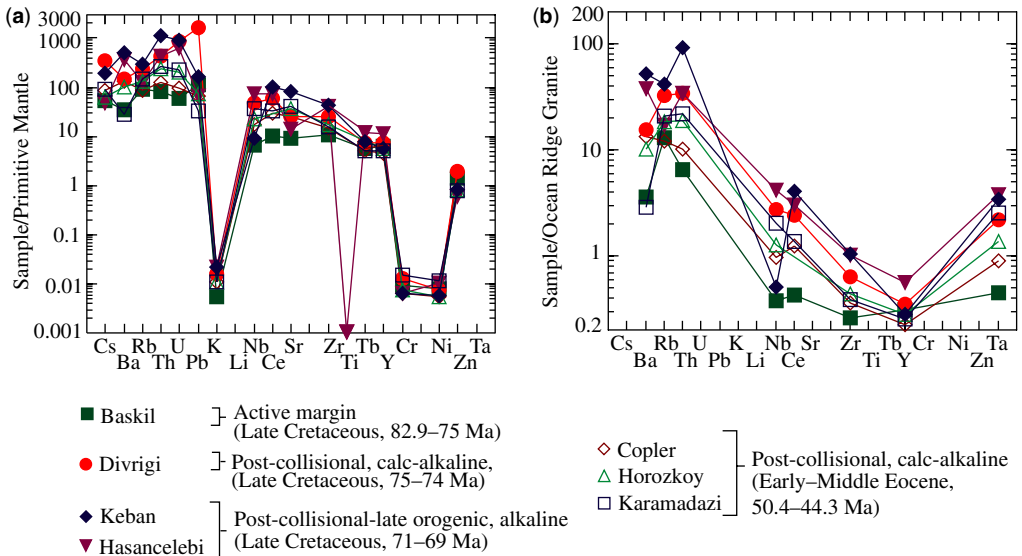 (a)
Sample/Primitive Mantle
3000
1000
100
10
1
0.1
0.01
0.001
Cs Rb U K Nb Sr Zr Tb Cr Ni Ta
Ba Th Pb Li Ce Ti Y Zn
(b)
Sample/Ocean Ridge Granite
100
10
1
0.2
Cs Rb U K Nb Sr Zr Tb Cr Ni Ta
Ba Th Pb Li Ce Ti Y Zn
Baskil
Active margin
(Late Cretaceous, 82.9–75 Ma)
Divrigi
Post-collisional, calc-alkaline,
(Late Cretaceous, 75–74 Ma)
Keban
Hasancelebi
Post-collisional-late orogenic, alkaline
(Late Cretaceous, 71–69 Ma)
Copler
Horozkoy
Karamadazi
Post-collisional, calc-alkaline
(Early–Middle Eocene,
50.4–44.3 Ma)